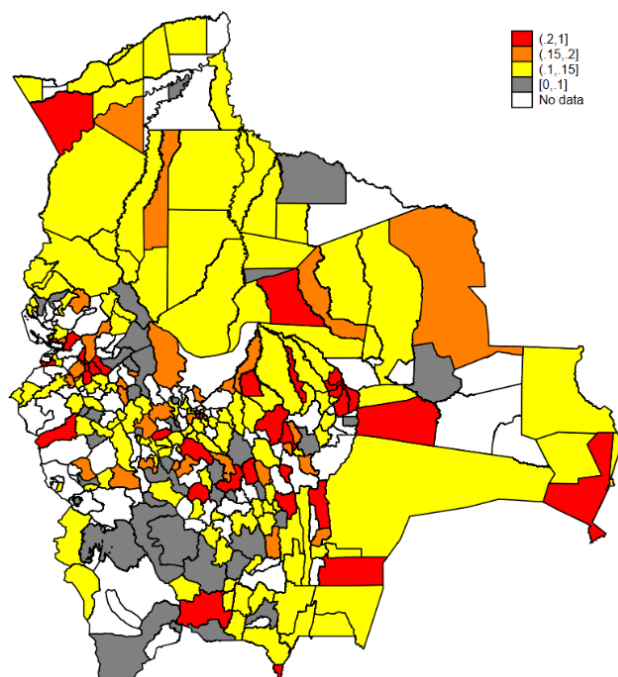 (.2,1]
(.15,.2]
(.1,.15]
[0,.1]
No data